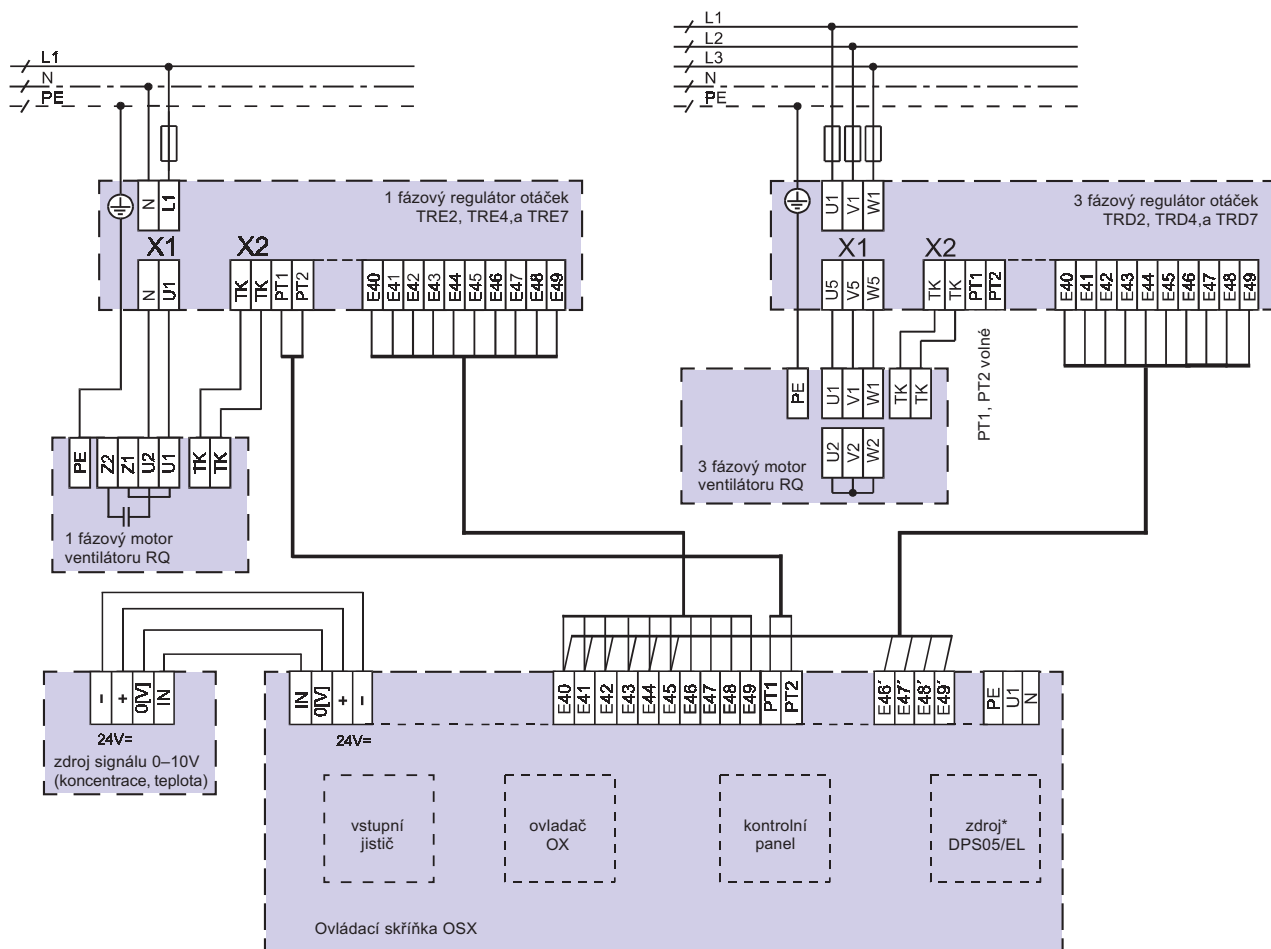 L1
N
PE
L1
L2
L3
N
PE
N
L1
1 fázový regulátor otáček
TRE2, TRE4,a TRE7
X1
X2
N
U1
TK
TK
PT1
PT2
E40
E41
E42
E43
E44
E45
E46
E47
E48
E49
U1
V1
W1
3 fázový regulátor otáček
TRD2, TRD4,a TRD7
X1
X2
U5
V5
W5
TK
TK
PT1
PT2
E40
E41
E42
E43
E44
E45
E46
E47
E48
E49
PT1, PT2 volné
PE
U1
V1
W1
TK
TK
U2
V2
W2
3 fázový motor
ventilátoru RQ
PE
Z2
Z1
U2
U1
TK
TK
1 fázový motor
ventilátoru RQ
-
+
0[V]
IN
24V=
zdroj signálu 0–10V
(koncentrace, teplota)
IN
0[V]
+
-
24V=
E40
E41
E42
E43
E44
E45
E46
E47
E48
E49
PT1
PT2
E46´
E47´
E48´
E49´
PE
U1
N
vstupní
jistič
ovladač
OX
kontrolní
panel
zdroj*
DPS05/EL
Ovládací skříňka OSX